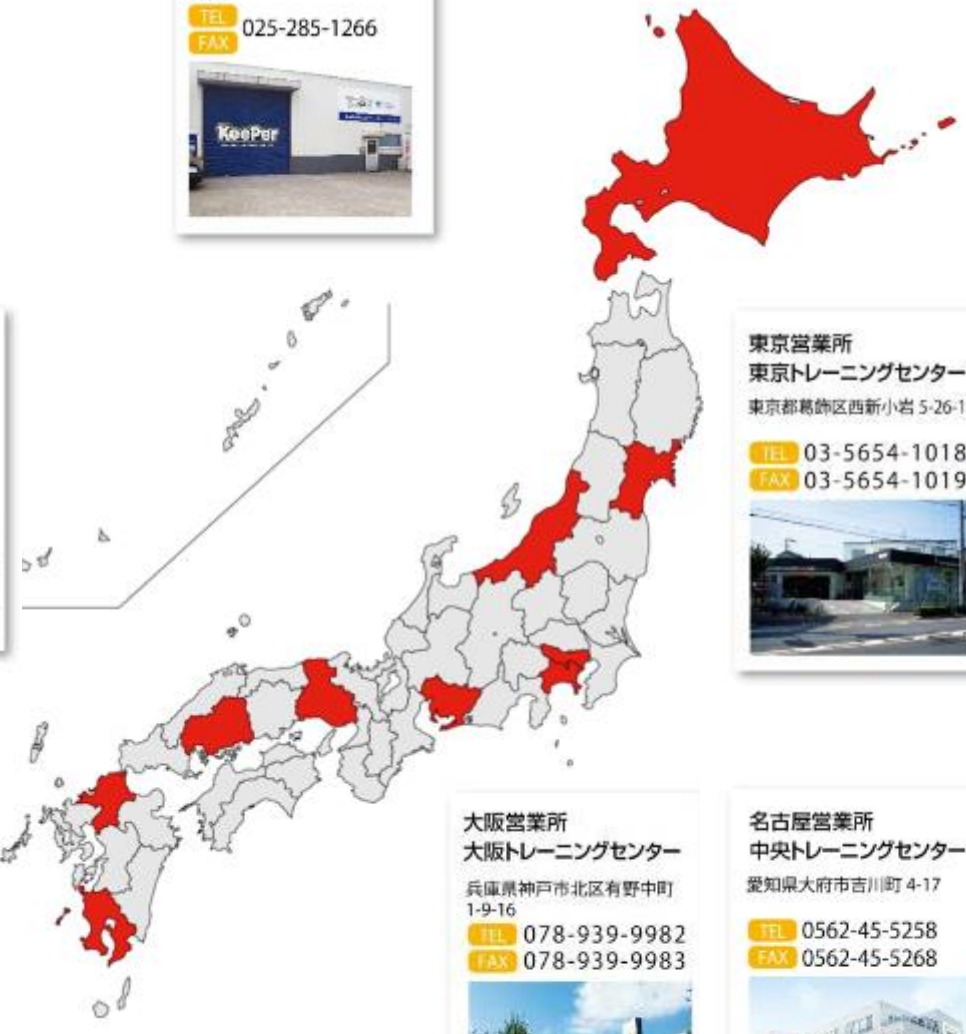 TEL
FAX
025-285-1266
KeePer
東京営業所
東京トレーニングセンター
東京都葛飾区西新小岩 5-26-1
TEL 03-5654-1018
FAX 03-5654-1019
大阪営業所
大阪トレーニングセンター
兵庫県神戸市北区有野中町
1-9-16
TEL 078-939-9982
FAX 078-939-9983
名古屋営業所
中央トレーニングセンター
愛知県大府市吉川町 4-17
TEL 0562-45-5258
FAX 0562-45-5268